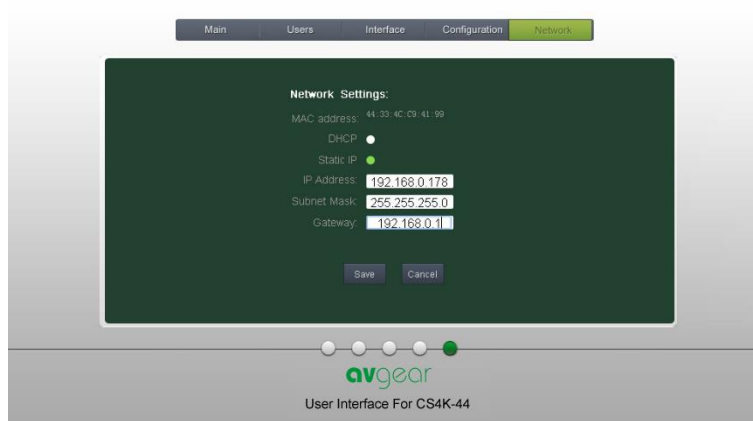 Main Users Interface Configuration Network
Network Settings:
MAC address: 44:33:4C:C9:41:99
DHCP
Static IP
IP Address: 192.168.0.178
Subnet Mask: 255.255.255.0
Gateway: 192.168.0.1
Save Cancel
avgear
User Interface For CS4K-44